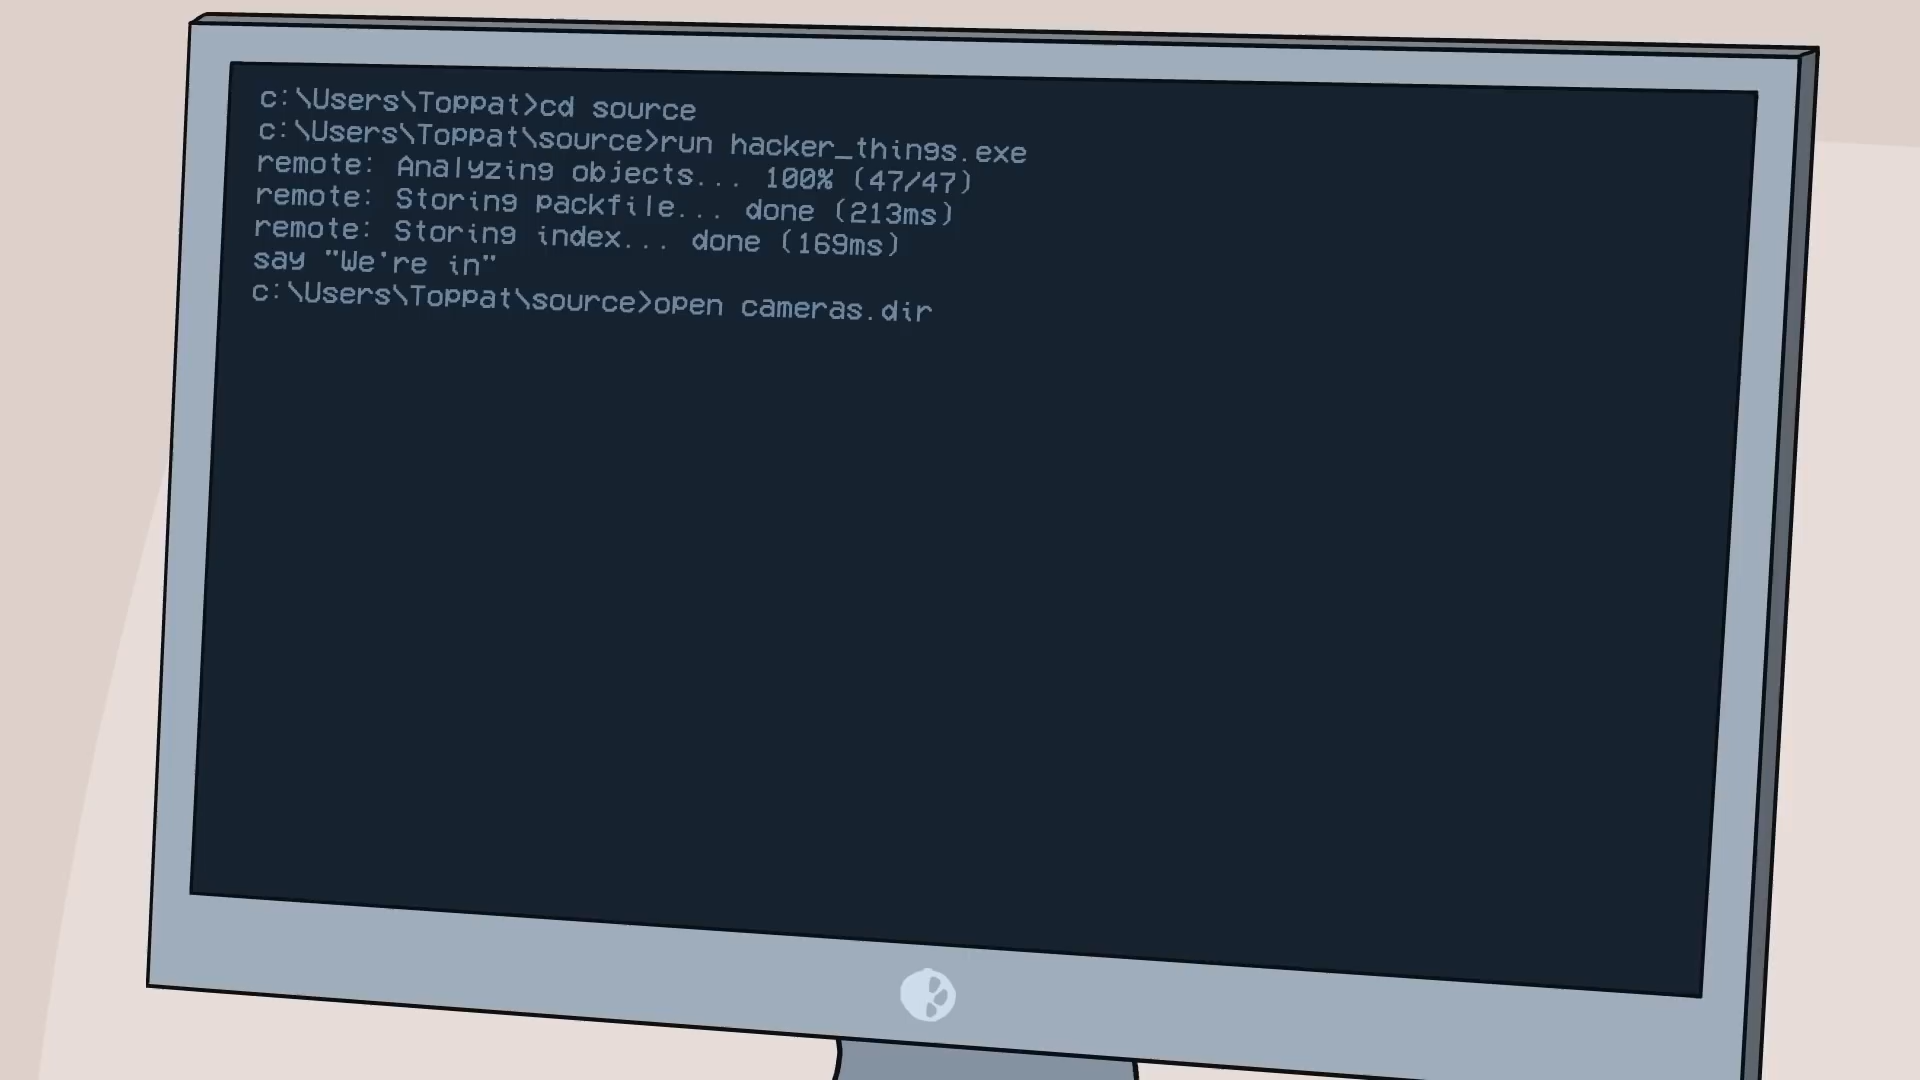 c:\Users\Toppat>cd source
c:\Users\Toppat\source>run hacker_things.exe
remote: Analyzing objects... 100% (47/47)
remote: Storing packfile... done (213ms)
remote: Storing index... done (169ms)
say "We're in"
c:\Users\Toppat\source>open cameras.dir